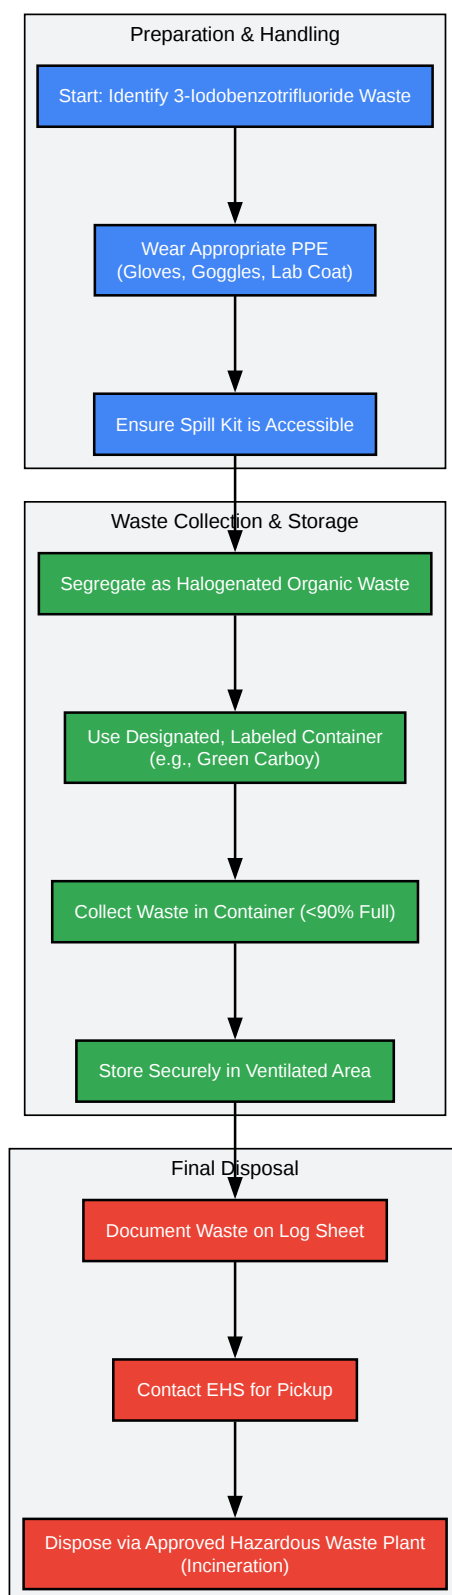 Preparation & Handling
Start: Identify 3-Iodobenzotrifluoride Waste
Wear Appropriate PPE
(Gloves, Goggles, Lab Coat)
Ensure Spill Kit is Accessible
Waste Collection & Storage
Segregate as Halogenated Organic Waste
Use Designated, Labeled Container
(e.g., Green Carboy)
Collect Waste in Container (<90% Full)
Store Securely in Ventilated Area
Final Disposal
Document Waste on Log Sheet
Contact EHS for Pickup
Dispose via Approved Hazardous Waste Plant
(Incineration)